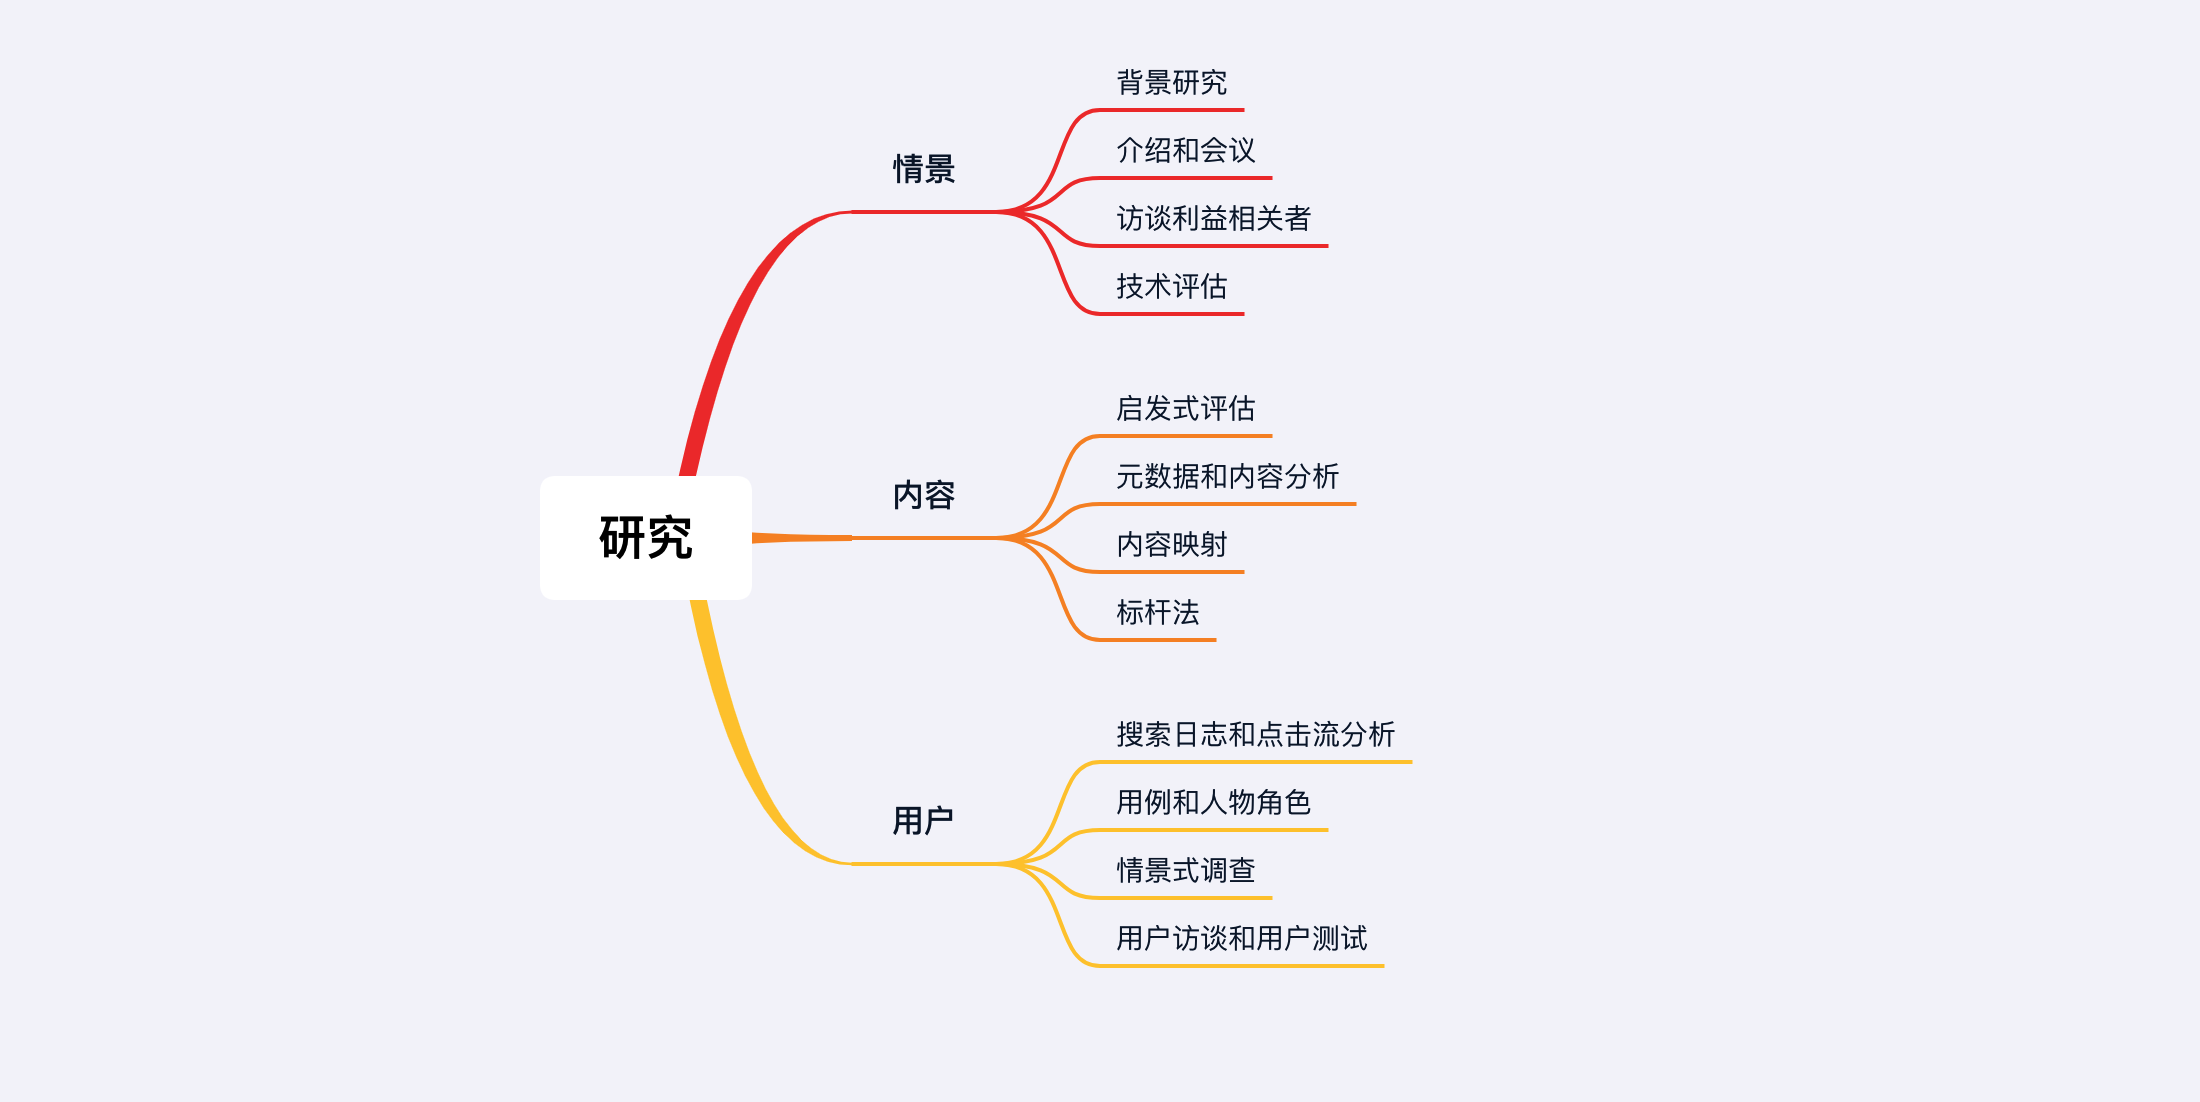 研究
情景
背景研究
介绍和会议
访谈利益相关者
技术评估
内容
启发式评估
元数据和内容分析
内容映射
标杆法
用户
搜索日志和点击流分析
用例和人物角色
情景式调查
用户访谈和用户测试